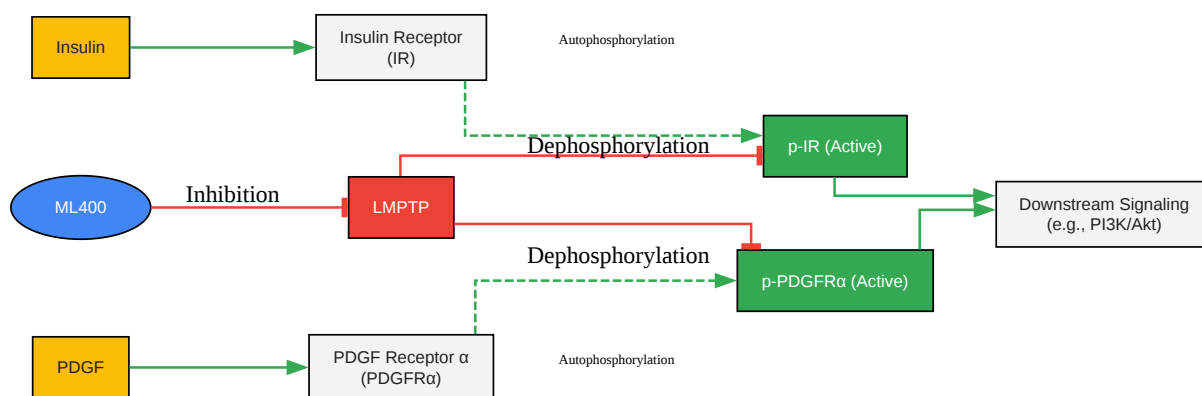 Insulin
Insulin Receptor
(IR)
Autophosphorylation
Dephosphorylation
p-IR (Active)
Inhibition
ML400
LMPTP
Downstream Signaling
(e.g., PI3K/Akt)
Dephosphorylation
p-PDGFRα (Active)
PDGF
PDGF Receptor α
(PDGFRα)
Autophosphorylation